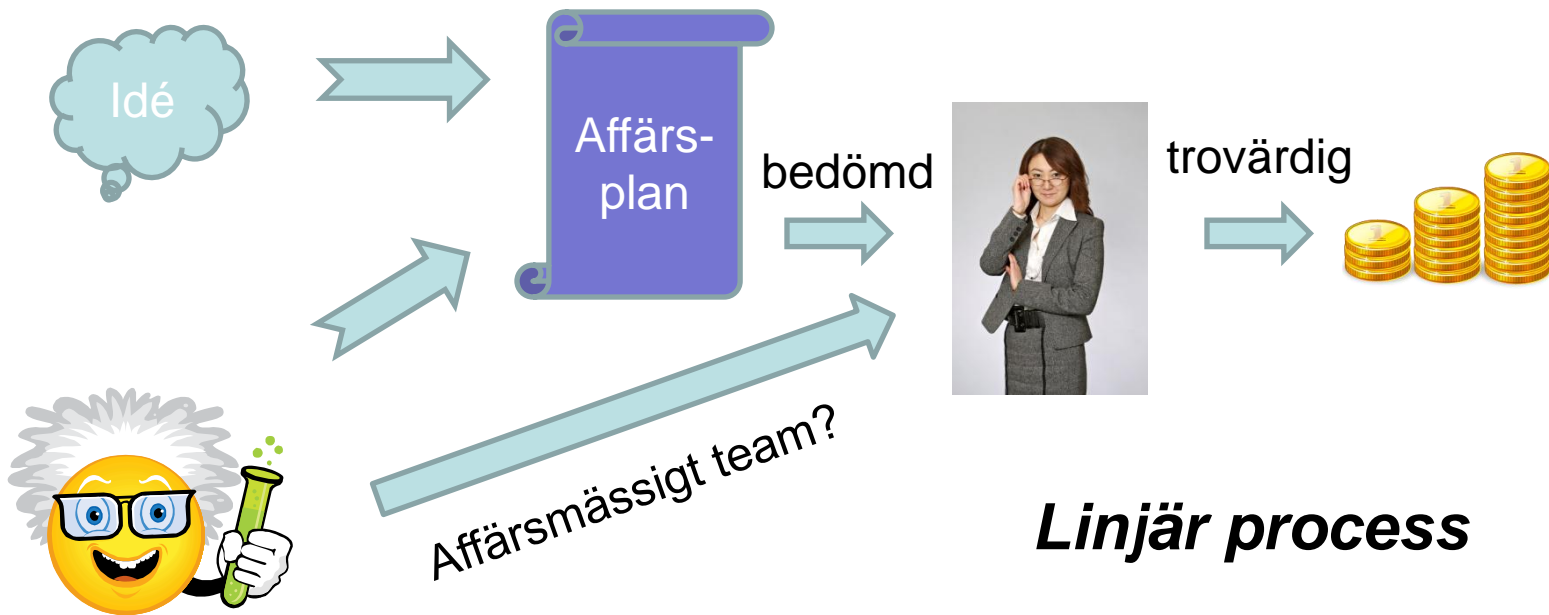 Idé
Affärs-
plan
bedömd
trovärdig
Affärsmässigt team?
Linjär process